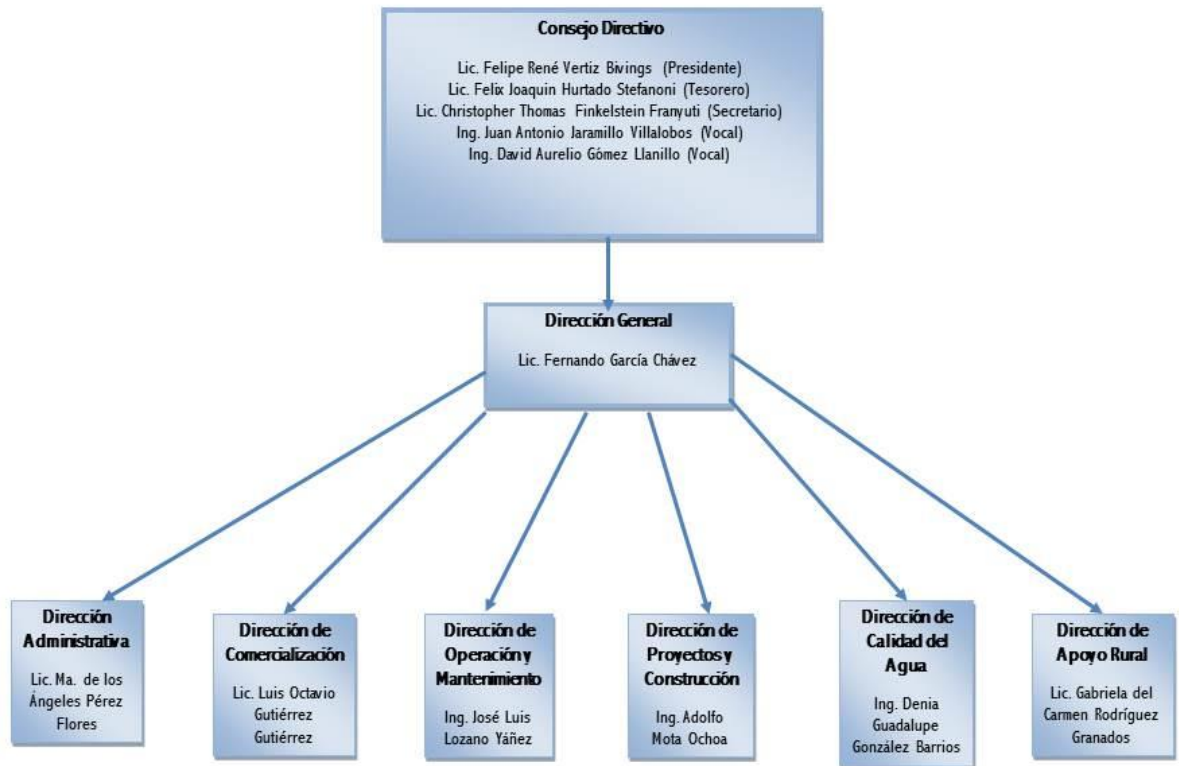 Consejo Directivo
Lic. Felipe René Vertiz Bivings (Presidente)
Lic. Felix Joaquin Hurtado Stefanoni (Tesorero)
Lic. Christopher Thomas Finkelstein Franyuti (Secretario)
Ing. Juan Antonio Jaramillo Villalobos (Vocal)
Ing. David Aurelio Gómez Llanillo (Vocal)
Dirección General
Lic. Fernando García Chávez
Dirección
Administrativa
Lic. Ma. de los
Ángeles Pérez
Flores
Dirección de
Comercialización
Lic. Luis Octavio
Gutiérrez
Gutiérrez
Dirección de
Operación y
Mantenimiento
Ing. José Luis
Lozano Yáñez
Dirección de
Proyectos y
Construcción
Ing. Adolfo
Mota Ochoa
Dirección de
Calidad del
Agua
Ing. Denia
Guadalupe
González Barrios
Dirección de
Apoyo Rural
Lic. Gabriela del
Carmen Rodríguez
Granados